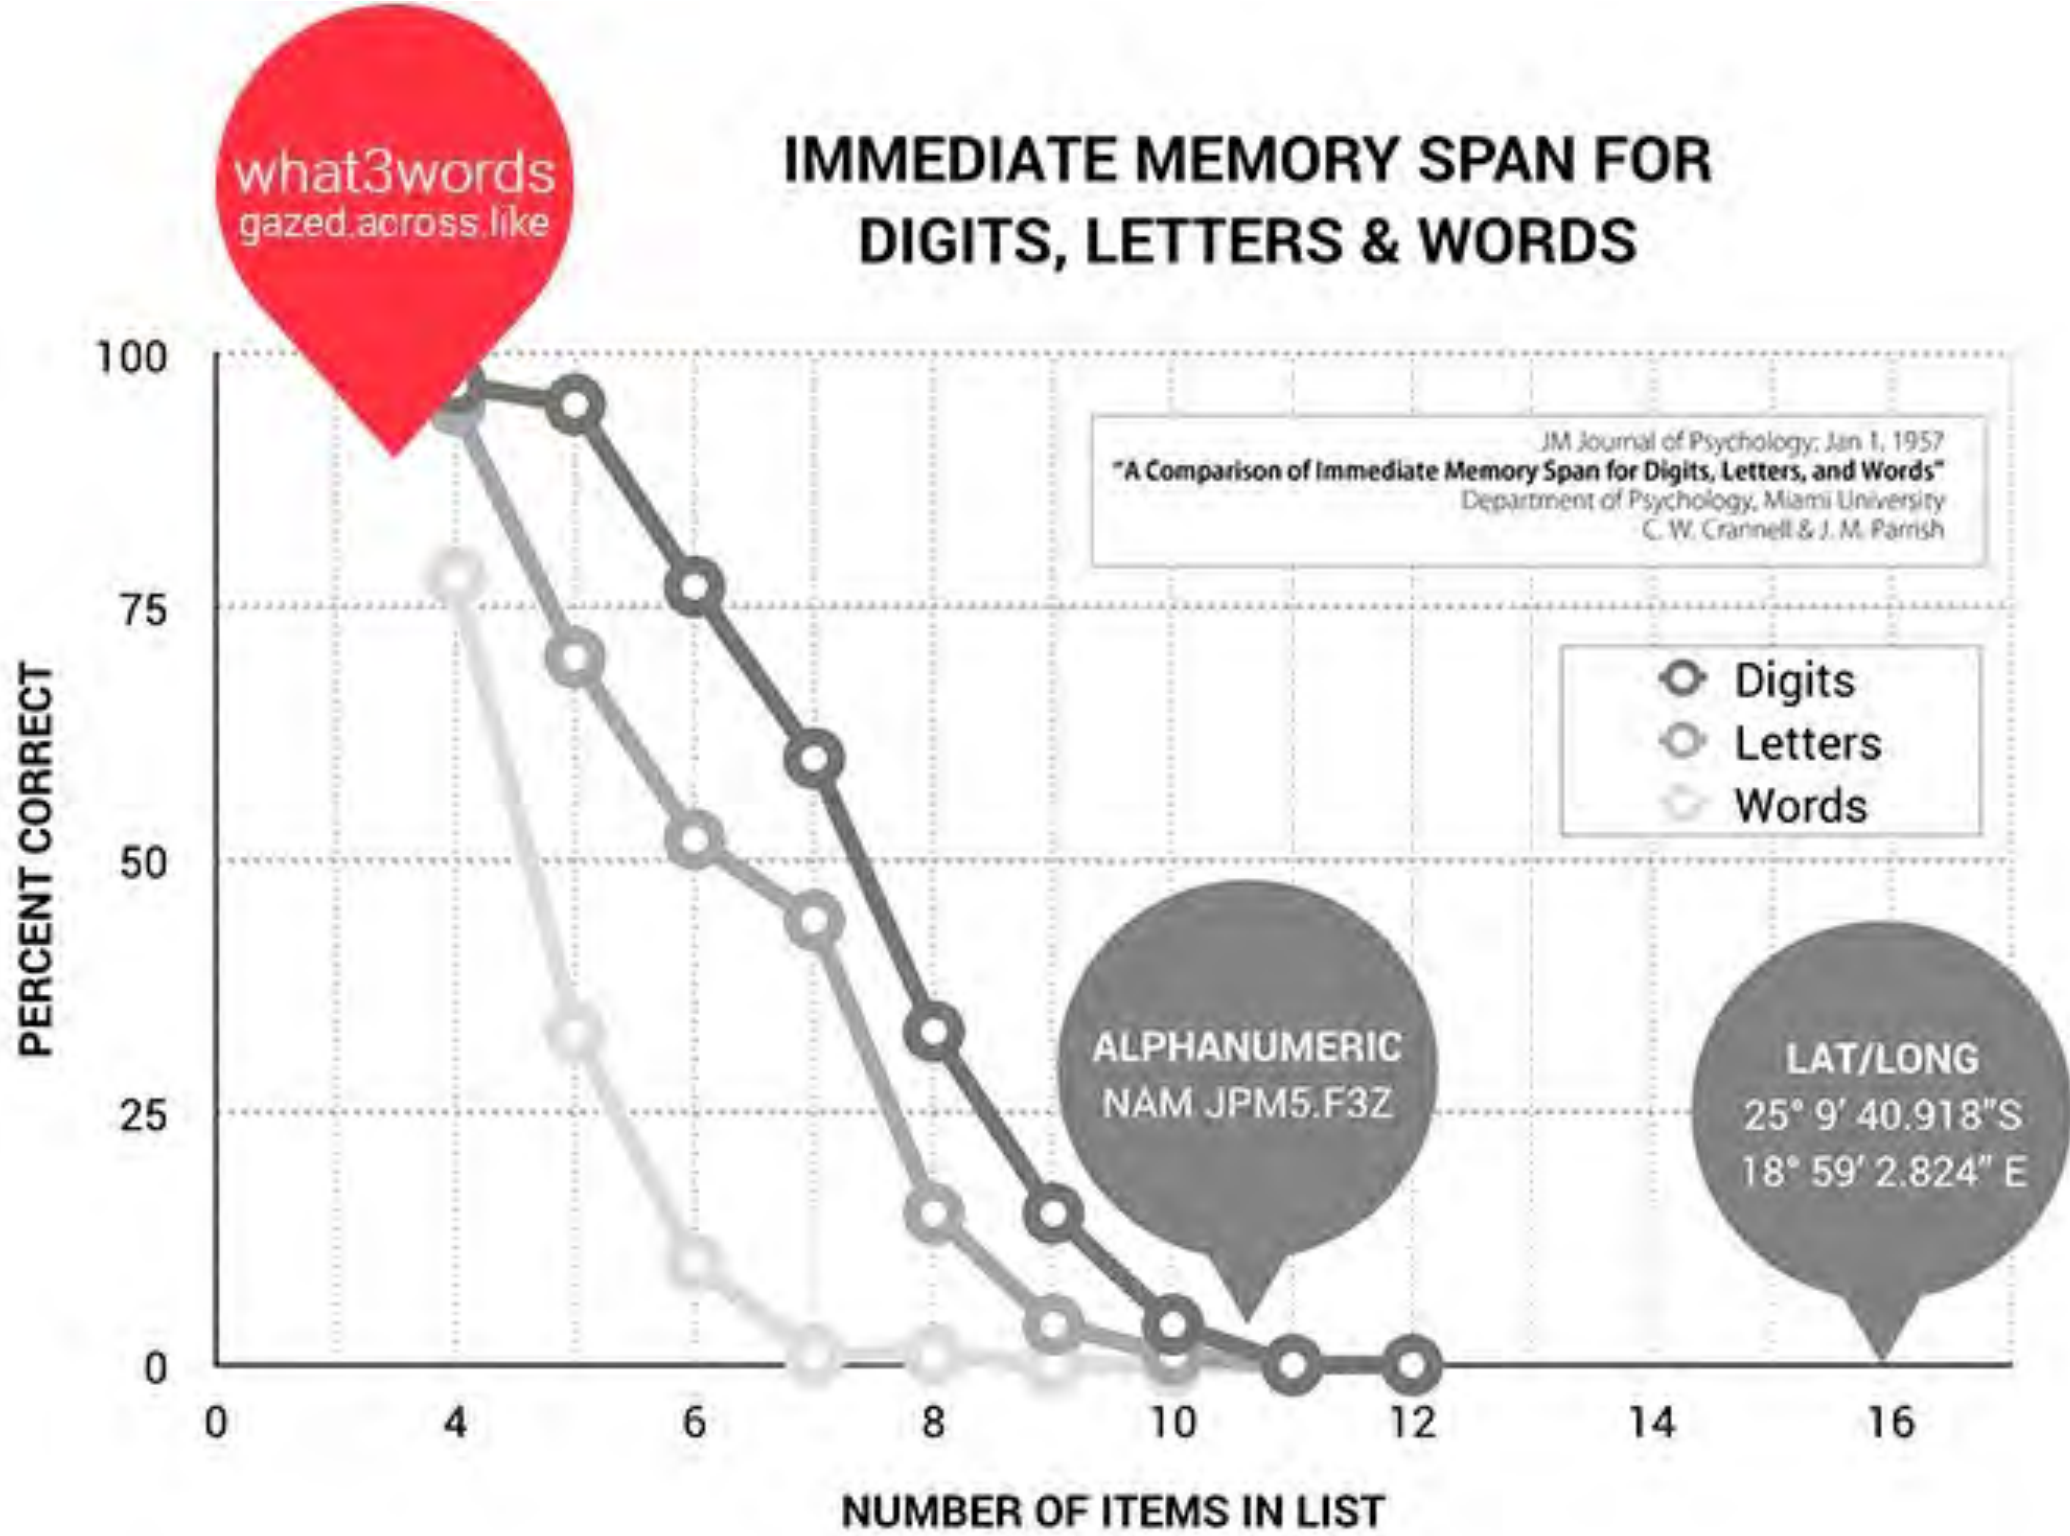 what3words
gazed.across.like
IMMEDIATE MEMORY SPAN FOR
DIGITS, LETTERS & WORDS
100
75
50
25
0
PERCENT CORRECT
JM Journal of Psychology; Jan 1, 1957
"A Comparison of Immediate Memory Span for Digits, Letters, and Words"
Department of Psychology, Miami University
C. W. Crannell & J. M. Parrish
Digits
Letters
Words
ALPHANUMERIC
NAM JPM5.F3Z
LAT/LONG
25° 9′ 40.918″S
18° 59′ 2.824″ E
0 4 6 8 10 12 14 16
NUMBER OF ITEMS IN LIST